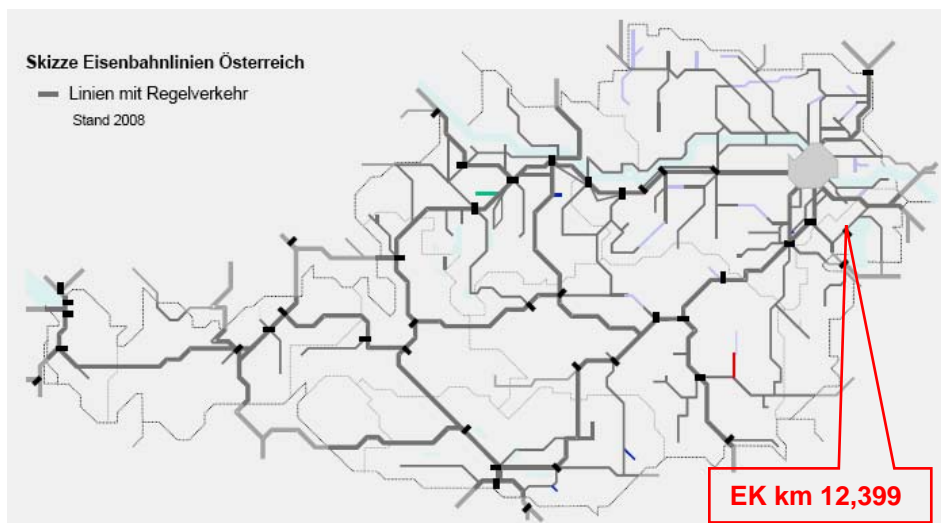 Skizze Eisenbahnlinien Österreich
Linien mit Regelverkehr
Stand 2008
EK km 12,399